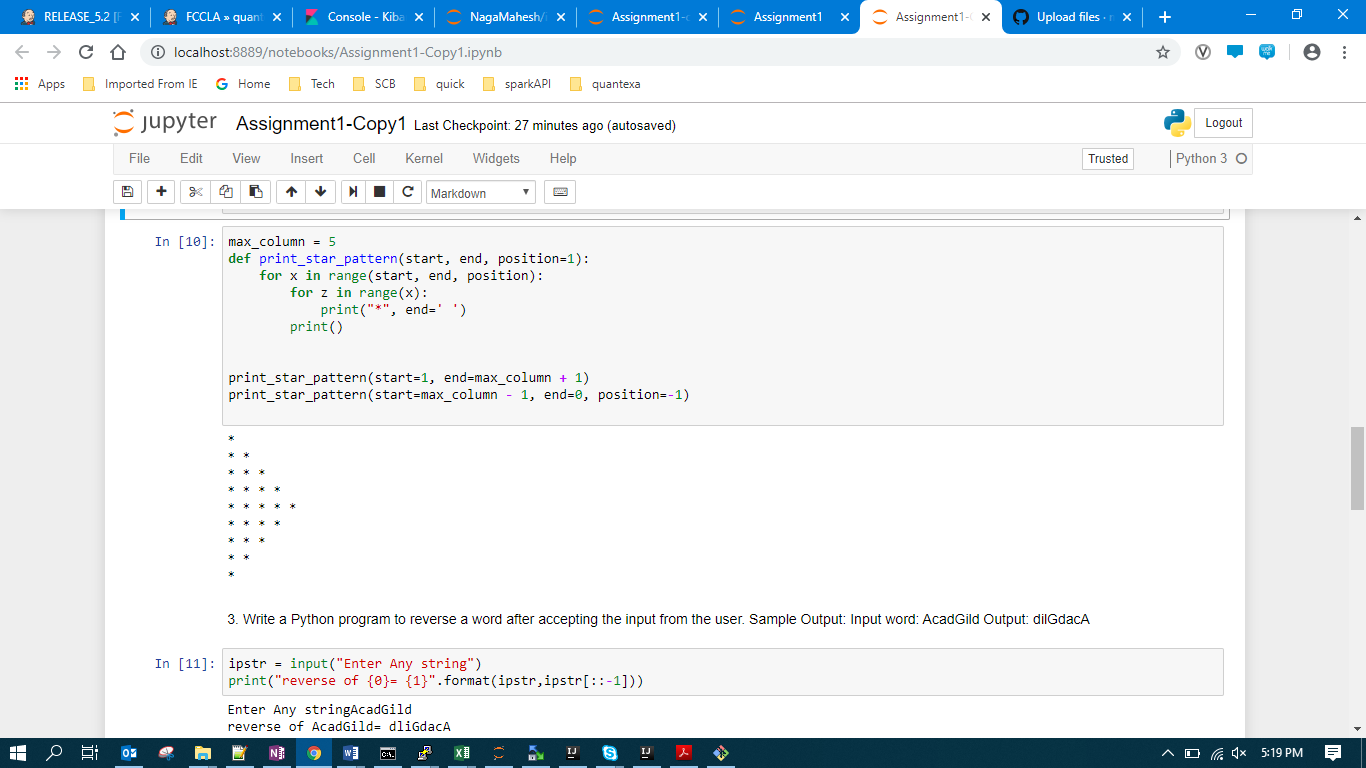 RELEASE_5.2 [F
FCCLA » quant
Console - Kiba
NagaMahesh/
Assignment1-c
Assignment1
Assignment1-C
Upload files ·
localhost:8889/notebooks/Assignment1-Copy1.ipynb
Apps Imported From IE Home Tech SCB quick sparkAPI quantexa
jupyter Assignment1-Copy1 Last Checkpoint: 27 minutes ago (autosaved) Logout
File Edit View Insert Cell Kernel Widgets Help Trusted Python 3
Markdown
In [10]: max_column = 5
def print_star_pattern(start, end, position=1):
    for x in range(start, end, position):
        for z in range(x):
            print("*", end=' ')
        print()
print_star_pattern(start=1, end=max_column + 1)
print_star_pattern(start=max_column - 1, end=0, position=-1)
*
* *
* * *
* * * *
* * * * *
* * * *
* * *
* *
*
3. Write a Python program to reverse a word after accepting the input from the user. Sample Output: Input word: AcadGild Output: dilGdacA
In [11]: ipstr = input("Enter Any string")
print("reverse of {0}= {1}".format(ipstr,ipstr[::-1]))
Enter Any stringAcadGild
reverse of AcadGild= dliGdacA
5:19 PM